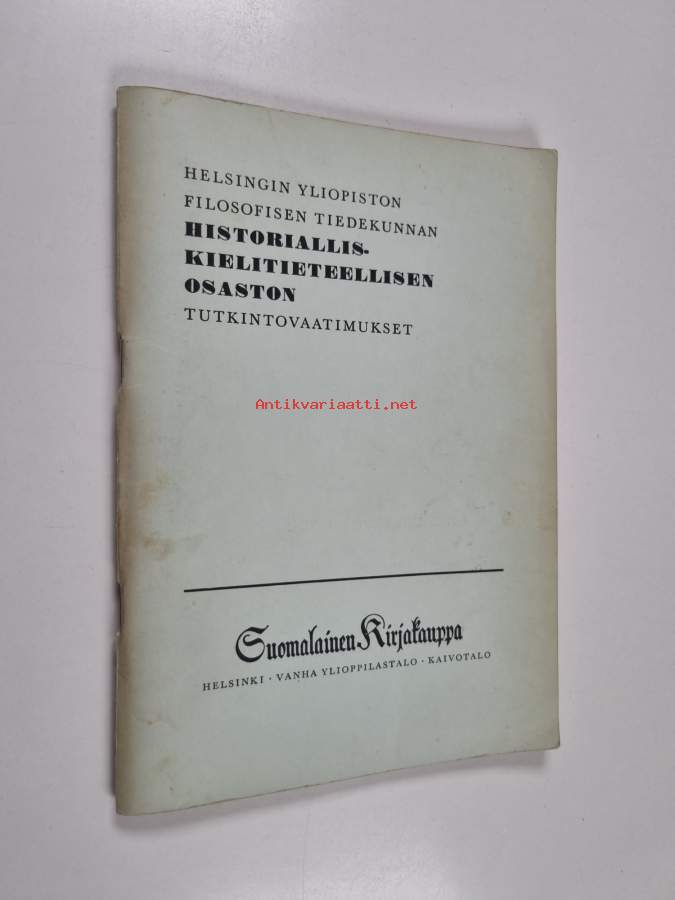 HELSINGIN YLIOPISTON
FILOSOFISEN TIEDEKUNNAN
HISTORIALLIS-
KIELITIETEELLISEN
OSASTON
TUTKINTOVAATIMUKSET
Antikvariaatti.net
Suomalainen Kirjakauppa
HELSINKI · VANHA YLIOPPILASTALO · KAIVOTALO